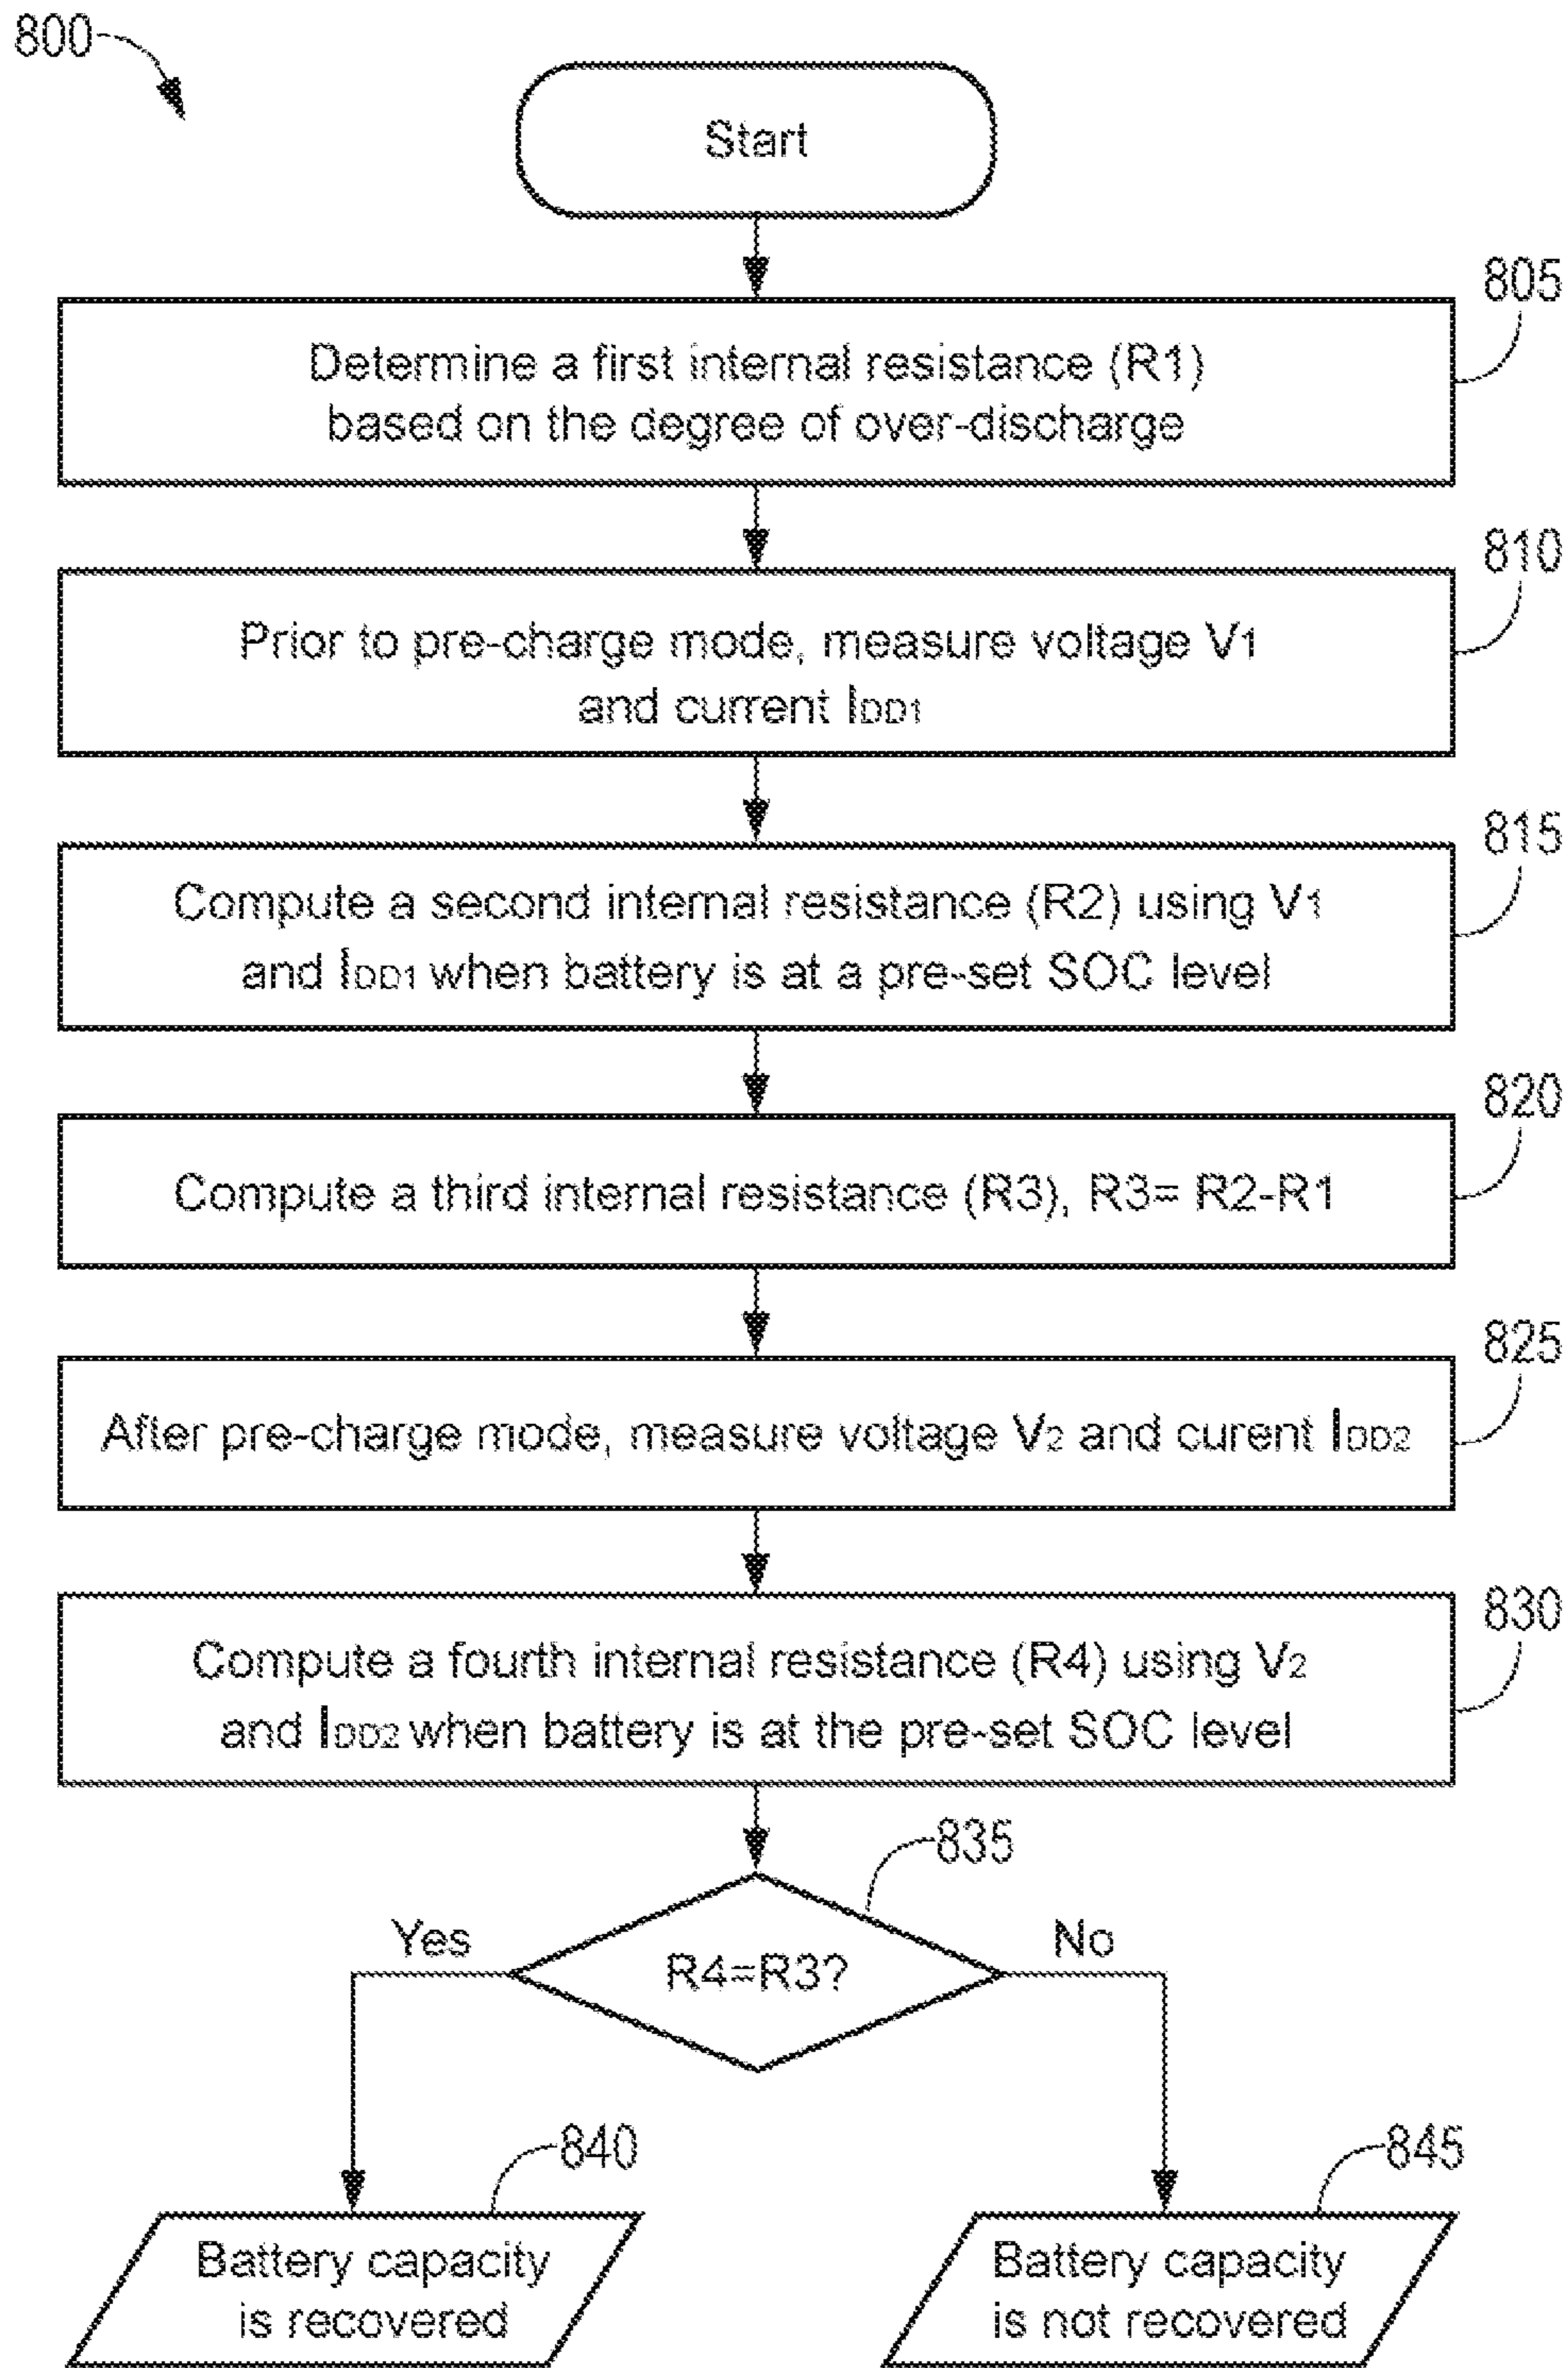 800
Start
805
Determine a first internal resistance (R1)
based on the degree of over-discharge
810
Prior to pre-charge mode, measure voltage V1
and current IDD1
815
Compute a second internal resistance (R2) using V1
and IDD1 when battery is at a pre-set SOC level
820
Compute a third internal resistance (R3), R3= R2-R1
825
After pre-charge mode, measure voltage V2 and curent IDD2
830
Compute a fourth internal resistance (R4) using V2
and IDD2 when battery is at the pre-set SOC level
835
Yes
R4=R3?
No
840
Battery capacity
is recovered
845
Battery capacity
is not recovered